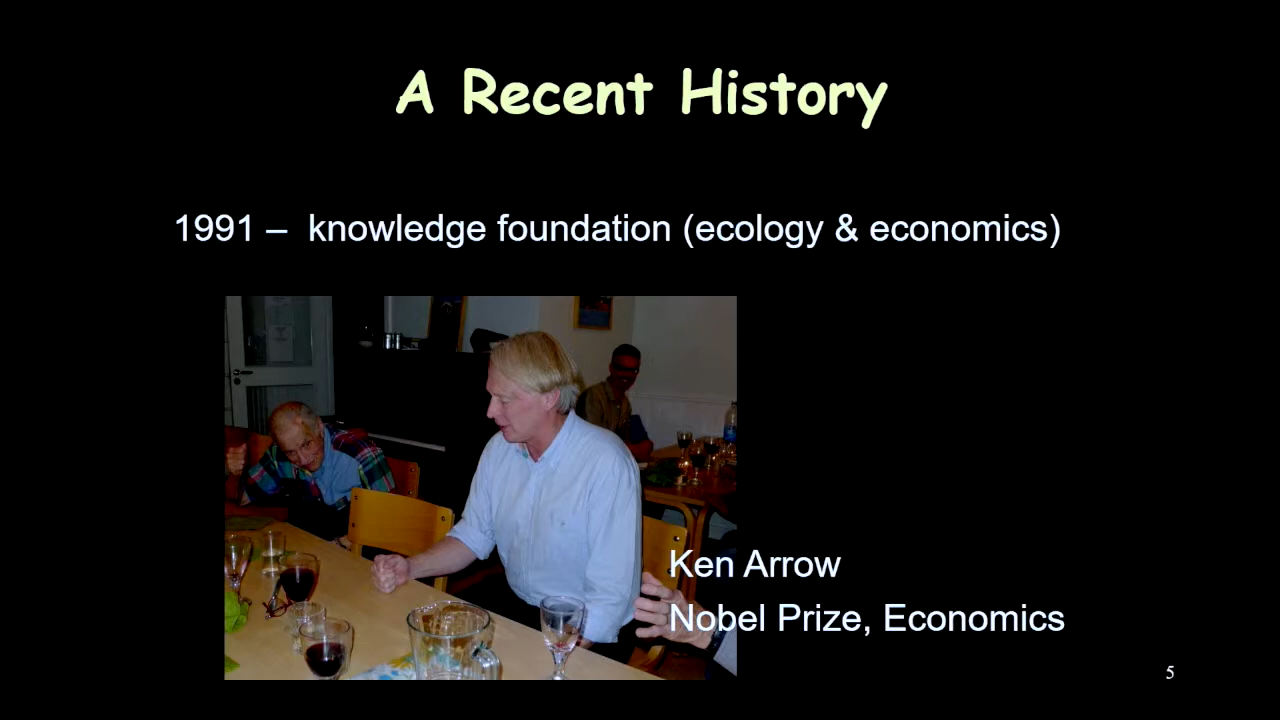 A Recent History
1991 – knowledge foundation (ecology & economics)
Ken Arrow
Nobel Prize, Economics
5